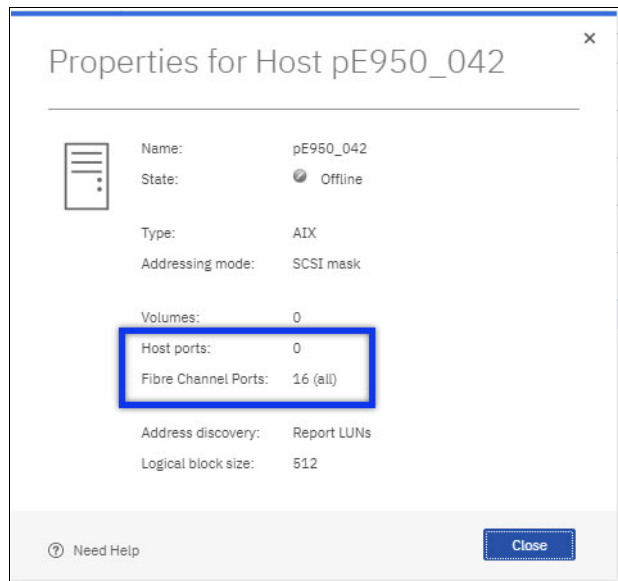 Properties for Host pE950_042
Name: pE950_042
State: Offline
Type: AIX
Addressing mode: SCSI mask
Volumes: 0
Host ports: 0
Fibre Channel Ports: 16 (all)
Address discovery: Report LUNs
Logical block size: 512
Need Help
Close